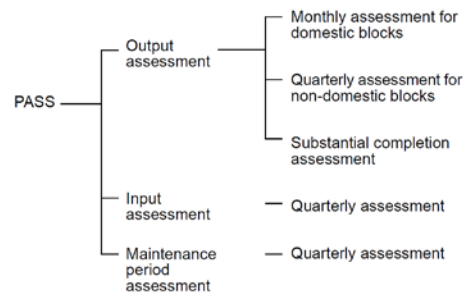 PASS
Output
assessment
Monthly assessment for
domestic blocks
Quarterly assessment for
non-domestic blocks
Substantial completion
assessment
Input
assessment
Quarterly assessment
Maintenance
period
assessment
Quarterly assessment